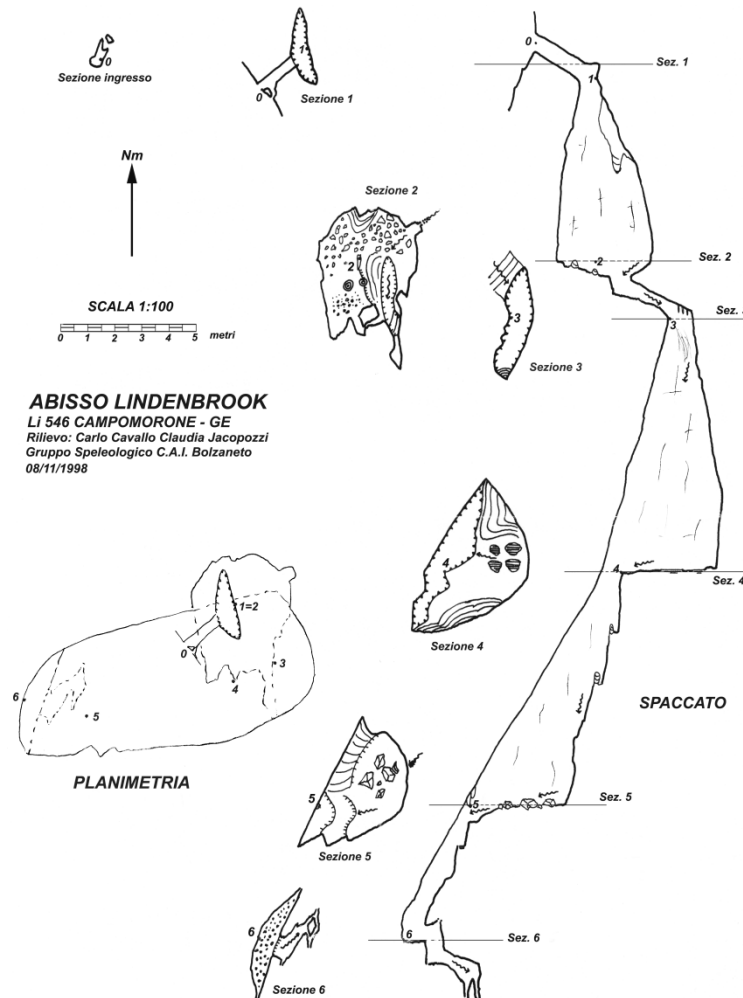 0
Sezione ingresso
1
0
Sezione 1
0
Sez. 1
1
Nm
Sezione 2
2
2
Sez. 2
SCALA 1:100
0 1 2 3 4 5 metri
3
Sezione 3
Sez.
3
ABISSO LINDENBROOK
Li 546 CAMPOMORONE - GE
Rilievo: Carlo Cavallo Claudia Jacopozzi
Gruppo Speleologico C.A.I. Bolzaneto
08/11/1998
4
Sezione 4
4
Sez. 4
1=2
0
3
4
6
5
PLANIMETRIA
SPACCATO
5
Sezione 5
5
Sez. 5
6
Sezione 6
6
Sez. 6